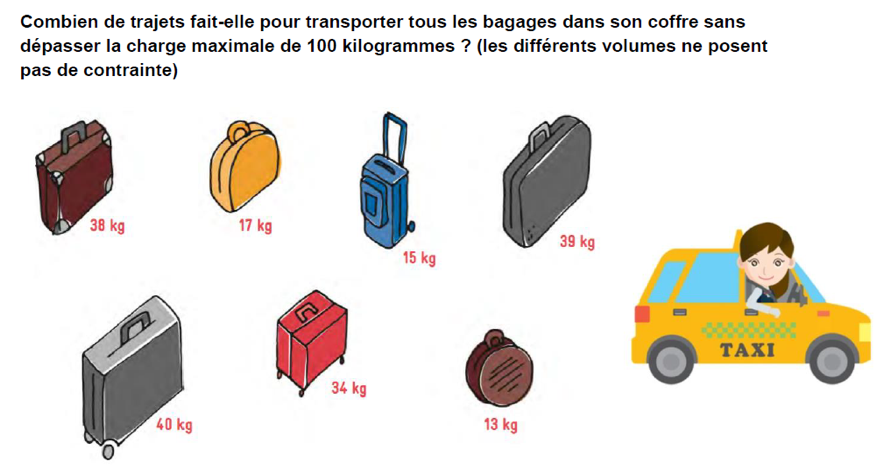 Combien de trajets fait-elle pour transporter tous les bagages dans son coffre sans
dépasser la charge maximale de 100 kilogrammes ? (les différents volumes ne posent
pas de contrainte)
38 kg
17 kg
15 kg
39 kg
TAXI
40 kg
34 kg
13 kg